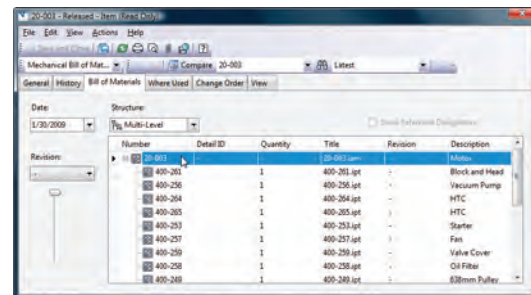 20-003 - Released - Item (Read Only)
File Edit View Actions Help
Save and Close
Mechanical Bill of Mat... Compare 20-003 Latest
General History Bill of Materials Where Used Change Order View
Date: Structure:
1/30/2009 Multi-Level
Revision:
-
Number Detail ID Quantity Title Revision Description
20-003 - 20-003.iam - Motor
400-261 1 400-261.ipt - Block and Head
400-256 1 400-256.ipt - Vacuum Pump
400-264 1 400-264.ipt - HTC
400-265 1 400-265.ipt - HTC
400-253 1 400-253.ipt - Starter
400-257 1 400-257.ipt - Fan
400-259 1 400-259.ipt - Valve Cover
400-258 1 400-258.ipt - Oil Filter
400-249 1 400-249.ipt - 638mm Pulley